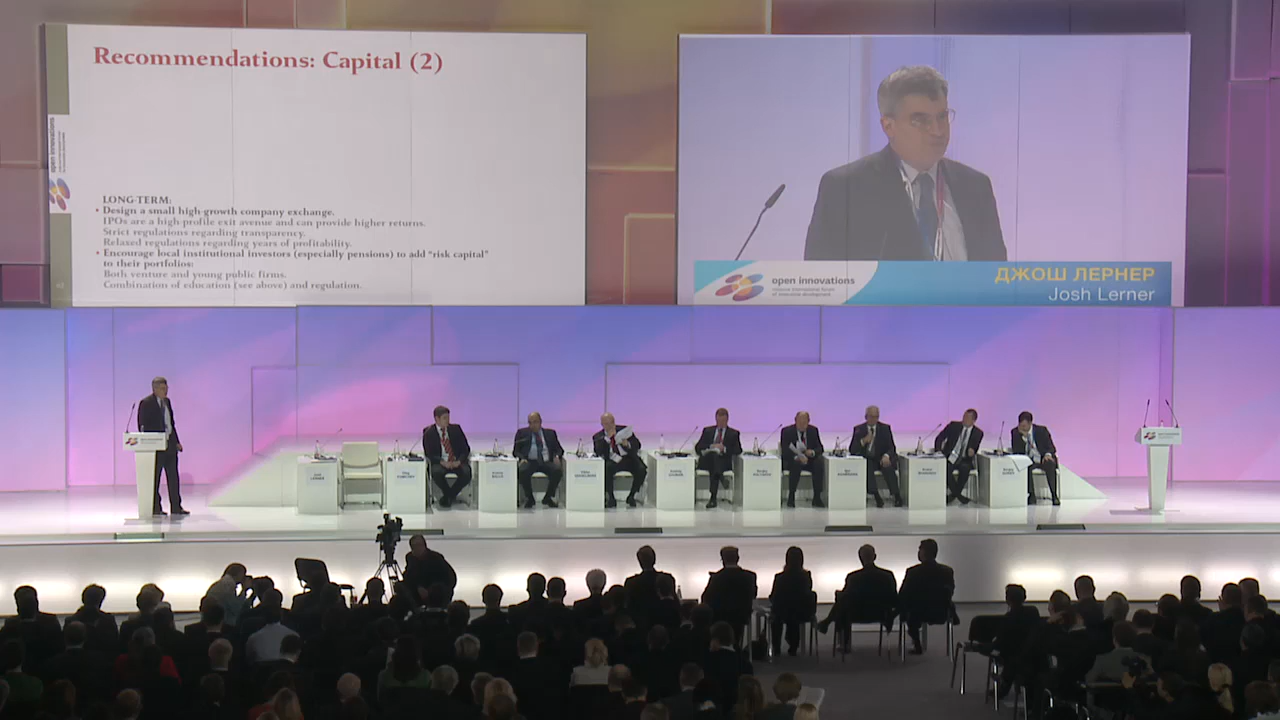 Recommendations: Capital (2)
open innovations
LONG-TERM:
• Design a small high-growth company exchange.
IPOs are a high-profile exit avenue and can provide higher returns.
Strict regulations regarding transparency.
Relaxed regulations regarding years of profitability.
• Encourage local institutional investors (especially pensions) to add “risk capital”
to their portfolios:
Both venture and young public firms.
Combination of education (see above) and regulation.
open innovations
ДЖОШ ЛЕРНЕР
Josh Lerner